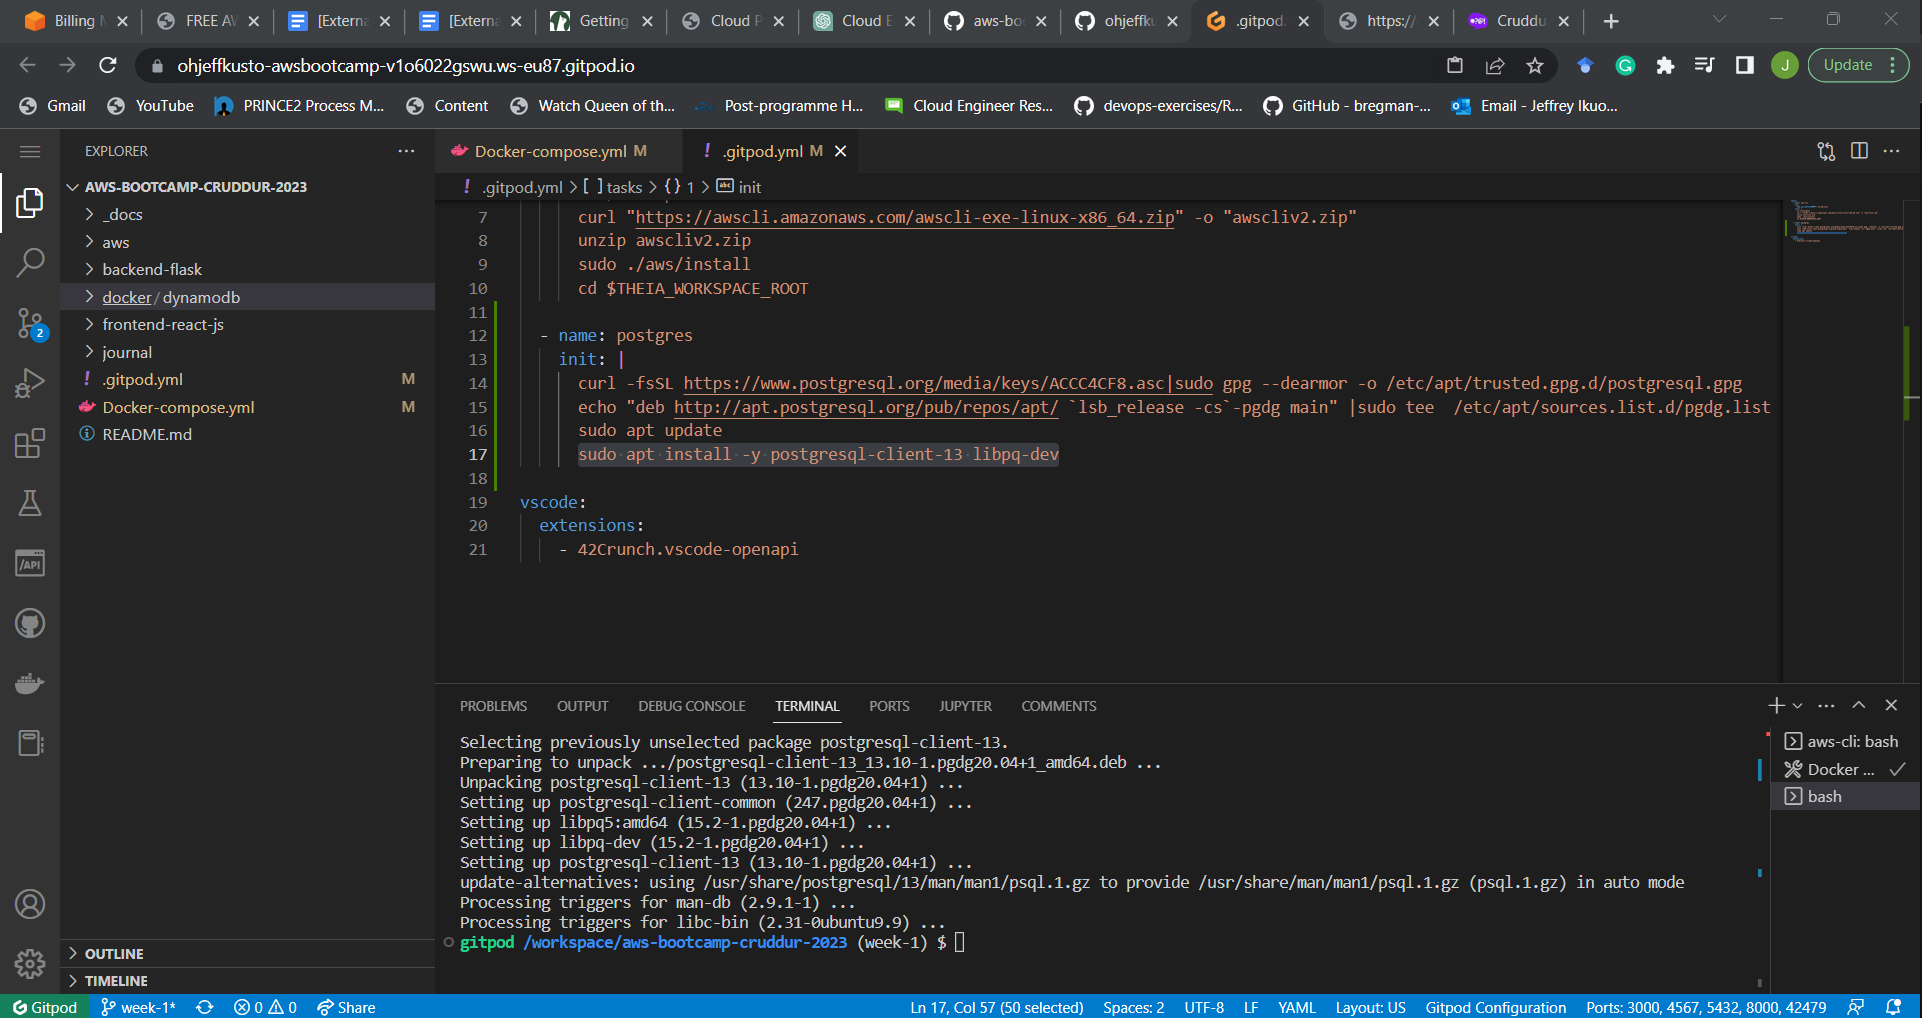 Billing M
FREE AW
[Externa
[Externa
Getting
Cloud P
Cloud E
aws-bo
ohjeffku
.gitpod.
https://
Cruddu
ohjeffkusto-awsbootcamp-v1o6022gswu.ws-eu87.gitpod.io
J
Update
Gmail
YouTube
PRINCE2 Process M...
Content
Watch Queen of th...
Post-programme H...
Cloud Engineer Res...
devops-exercises/R...
GitHub - bregman-...
Email - Jeffrey Ikuo...
EXPLORER
Docker-compose.yml M
! .gitpod.yml M
AWS-BOOTCAMP-CRUDDUR-2023
! .gitpod.yml > [ ] tasks > {} 1 > abc init
_docs
aws
backend-flask
docker / dynamodb
frontend-react-js
journal
! .gitpod.yml M
Docker-compose.yml M
README.md
2
/API
7 curl "https://awscli.amazonaws.com/awscli-exe-linux-x86_64.zip" -o "awscliv2.zip"
8 unzip awscliv2.zip
9 sudo ./aws/install
10 cd $THEIA_WORKSPACE_ROOT
11
12 - name: postgres
13 init: |
14 curl -fsSL https://www.postgresql.org/media/keys/ACCC4CF8.asc|sudo gpg --dearmor -o /etc/apt/trusted.gpg.d/postgresql.gpg
15 echo "deb http://apt.postgresql.org/pub/repos/apt/ `lsb_release -cs`-pgdg main" |sudo tee  /etc/apt/sources.list.d/pgdg.list
16 sudo apt update
17 sudo apt install -y postgresql-client-13 libpq-dev
18
19 vscode:
20 extensions:
21 - 42Crunch.vscode-openapi
PROBLEMS OUTPUT DEBUG CONSOLE TERMINAL PORTS JUPYTER COMMENTS
Selecting previously unselected package postgresql-client-13.
Preparing to unpack .../postgresql-client-13_13.10-1.pgdg20.04+1_amd64.deb ...
Unpacking postgresql-client-13 (13.10-1.pgdg20.04+1) ...
Setting up postgresql-client-common (247.pgdg20.04+1) ...
Setting up libpq5:amd64 (15.2-1.pgdg20.04+1) ...
Setting up libpq-dev (15.2-1.pgdg20.04+1) ...
Setting up postgresql-client-13 (13.10-1.pgdg20.04+1) ...
update-alternatives: using /usr/share/postgresql/13/man/man1/psql.1.gz to provide /usr/share/man/man1/psql.1.gz (psql.1.gz) in auto mode
Processing triggers for man-db (2.9.1-1) ...
Processing triggers for libc-bin (2.31-0ubuntu9.9) ...
gitpod /workspace/aws-bootcamp-cruddur-2023 (week-1) $
aws-cli: bash
Docker ...
bash
OUTLINE
TIMELINE
Gitpod week-1* 0 0 Share
Ln 17, Col 57 (50 selected) Spaces: 2 UTF-8 LF YAML Layout: US Gitpod Configuration Ports: 3000, 4567, 5432, 8000, 42479